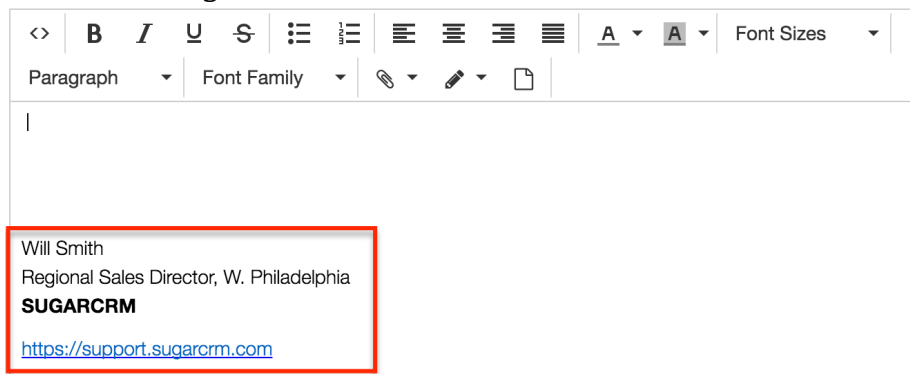 B I U S A A Font Sizes
Paragraph Font Family
Will Smith
Regional Sales Director, W. Philadelphia
SUGARCRM
https://support.sugarcrm.com